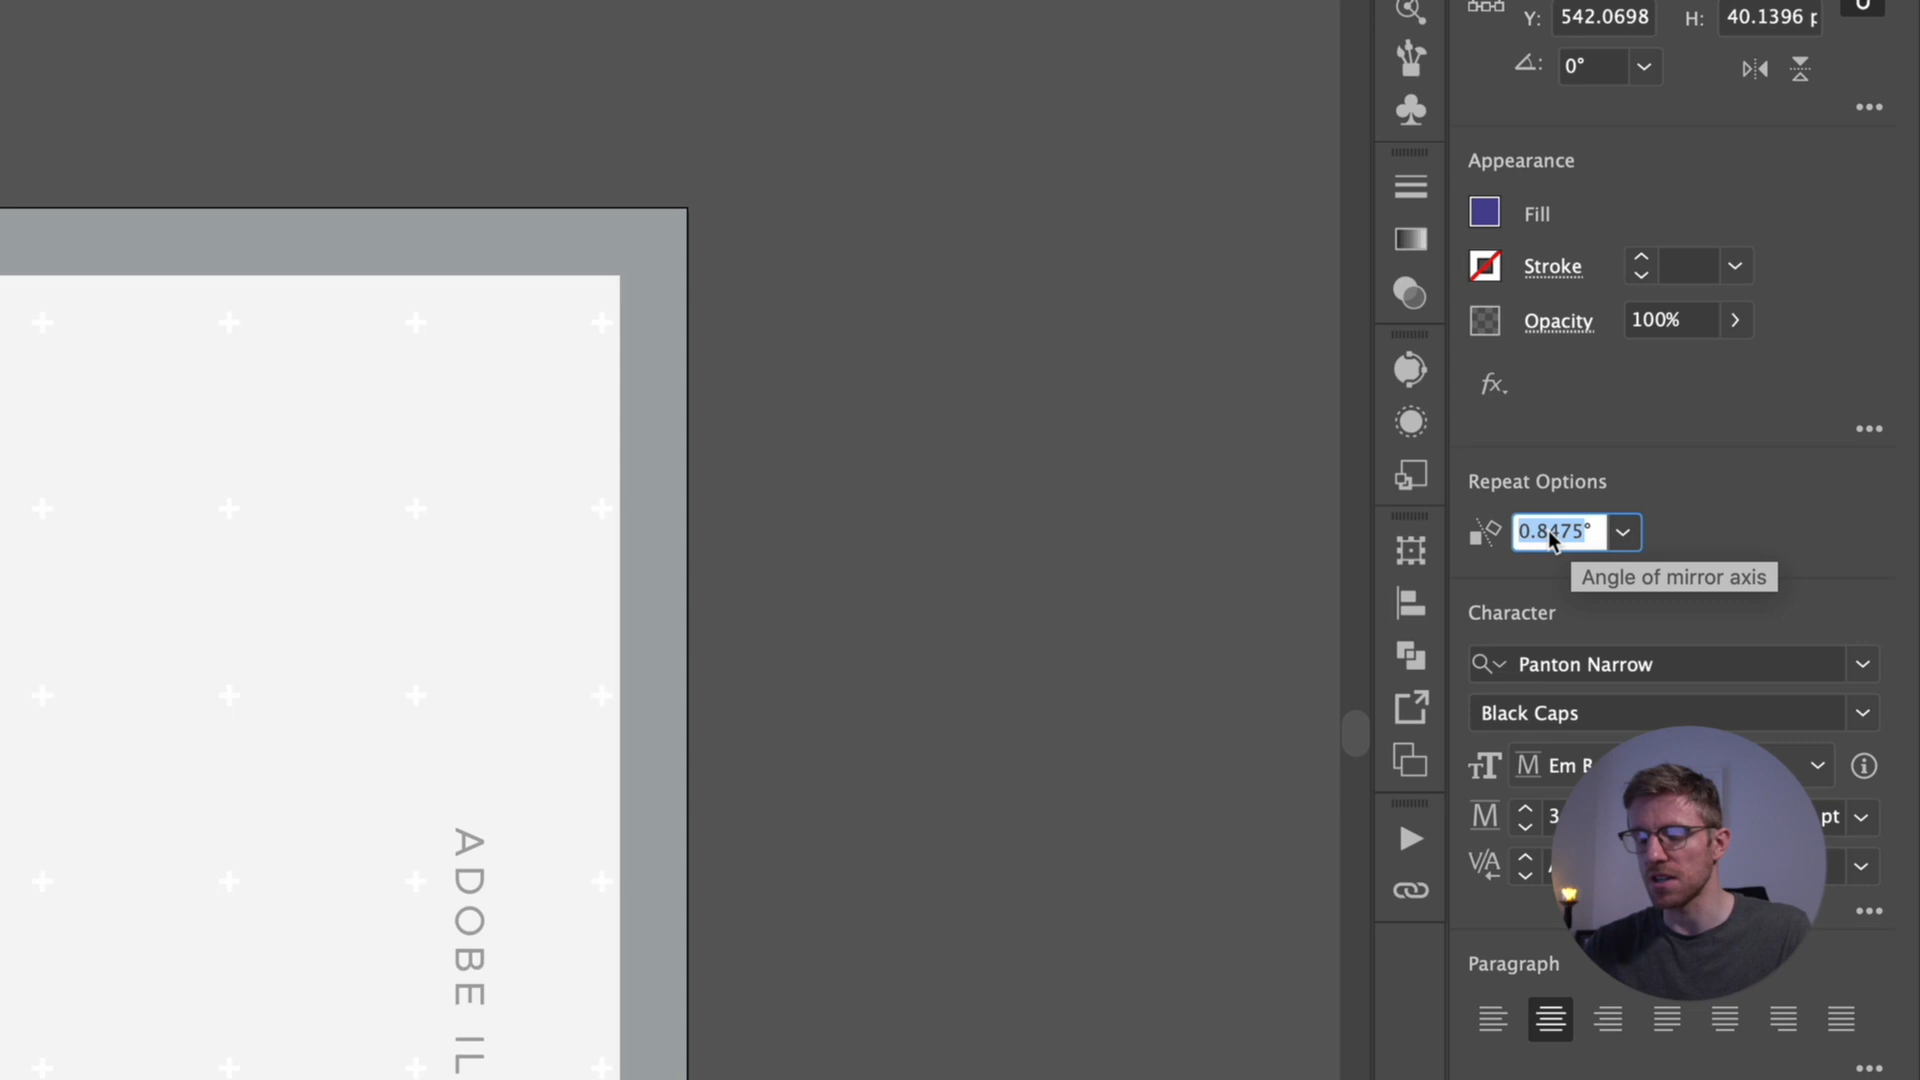 Y: 542.0698 H: 40.1396 p
0°
Appearance
Fill
Stroke
Opacity 100%
fx
Repeat Options
0.8475°
Angle of mirror axis
Character
Panton Narrow
Black Caps
Em B
3 pt
V/A
Paragraph
ADOBE IL